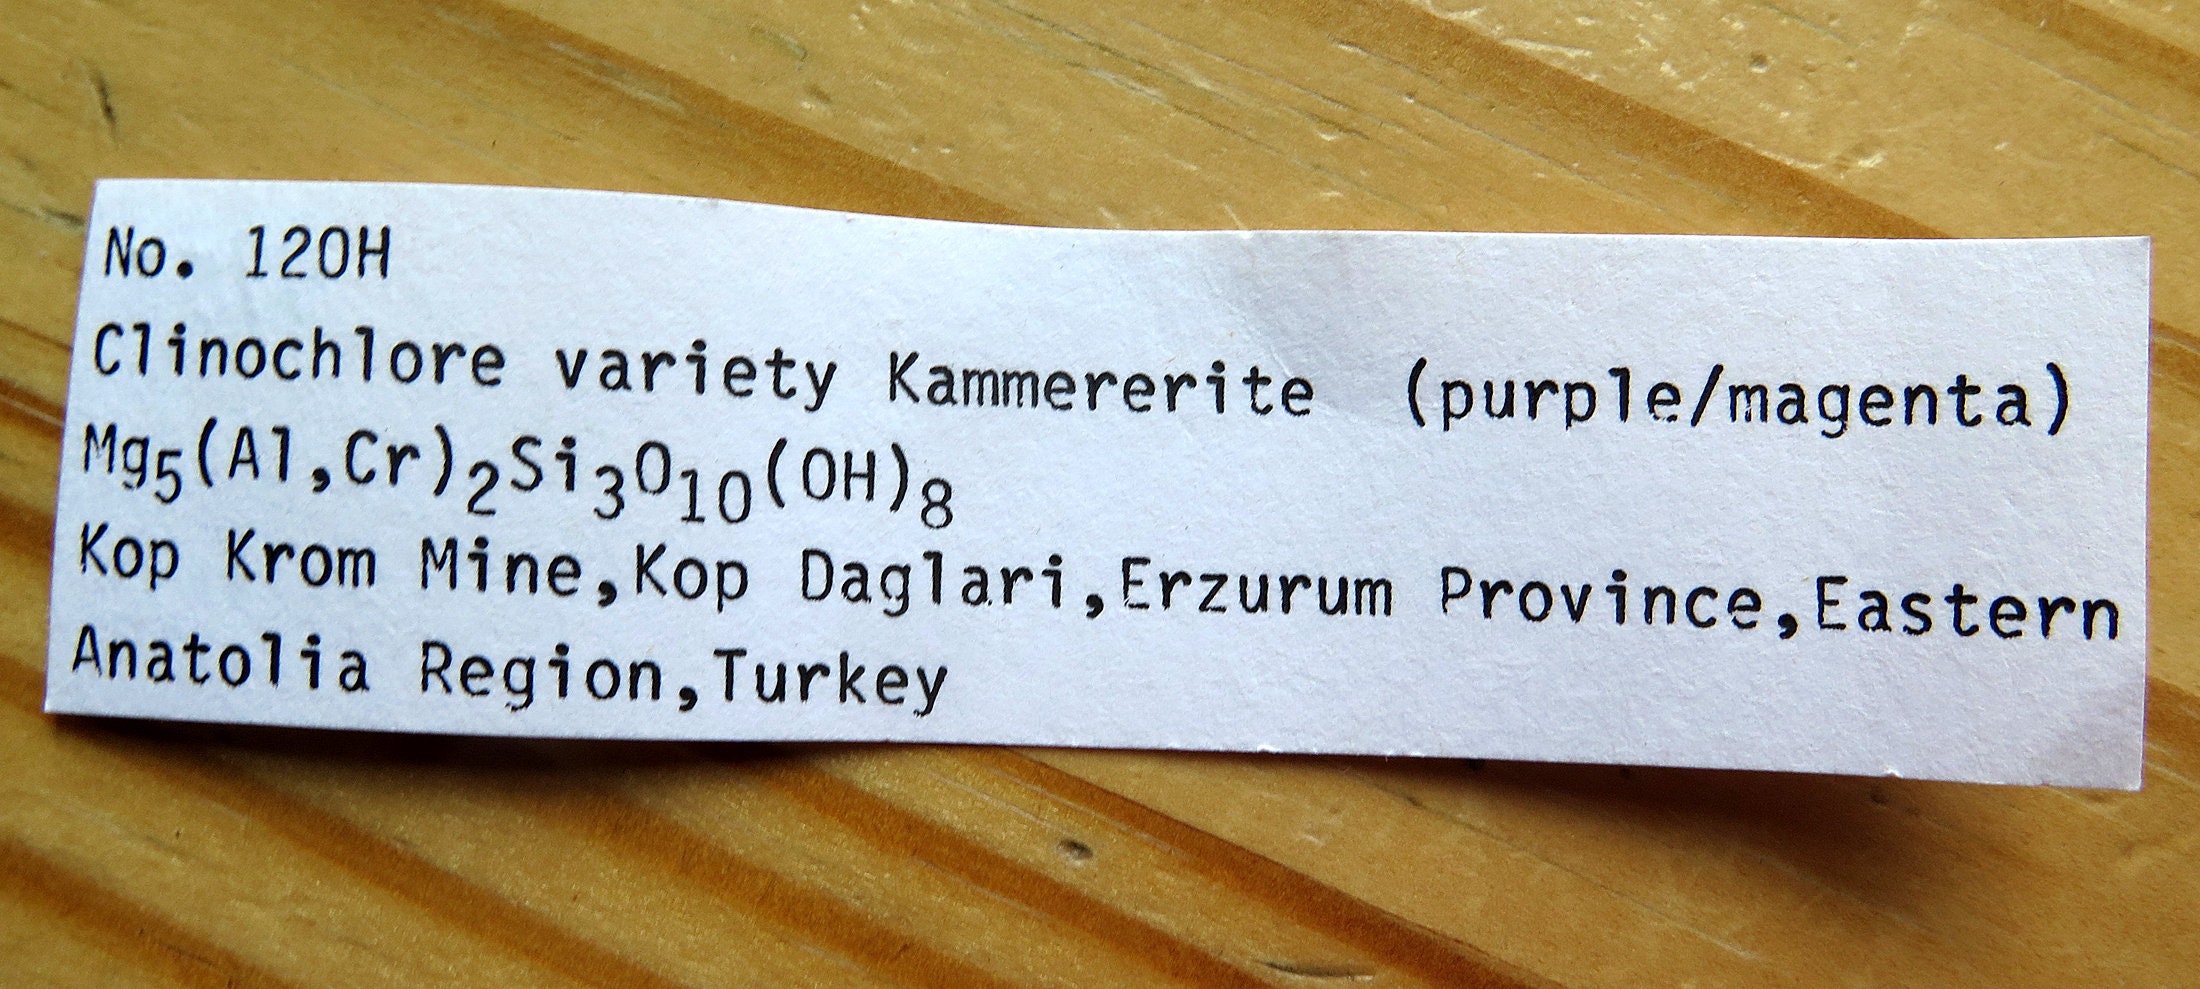 No. 120H
Clinochlore variety Kammererite (purple/magenta)
Mg₅(Al,Cr)₂Si₃O₁₀(OH)₈
Kop Krom Mine,Kop Daglari,Erzurum Province,Eastern
Anatolia Region,Turkey